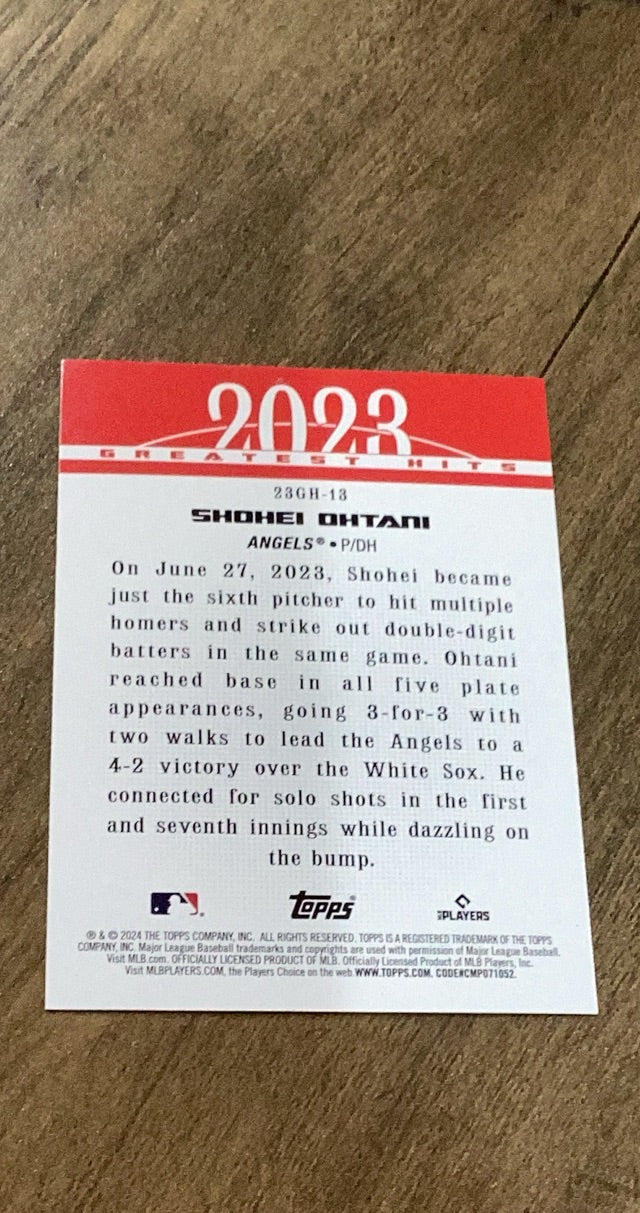 2023
GREATEST HITS
23GH-13
SHOHEI OHTANI
ANGELS® • P/DH
On June 27, 2023, Shohei became
just the sixth pitcher to hit multiple
homers and strike out double-digit
batters in the same game. Ohtani
reached base in all five plate
appearances, going 3-for-3 with
two walks to lead the Angels to a
4-2 victory over the White Sox. He
connected for solo shots in the first
and seventh innings while dazzling on
the bump.
Topps® PLAYERS
® & © 2024 THE TOPPS COMPANY, INC. ALL RIGHTS RESERVED. TOPPS IS A REGISTERED TRADEMARK OF THE TOPPS
COMPANY, INC. Major League Baseball trademarks and copyrights are used with permission of Major League Baseball.
Visit MLB.com. OFFICIALLY LICENSED PRODUCT OF MLB. Officially Licensed Product of MLB Players, Inc.
Visit MLBPLAYERS.COM, the Players Choice on the web. WWW.TOPPS.COM. CODE#CMP071052.